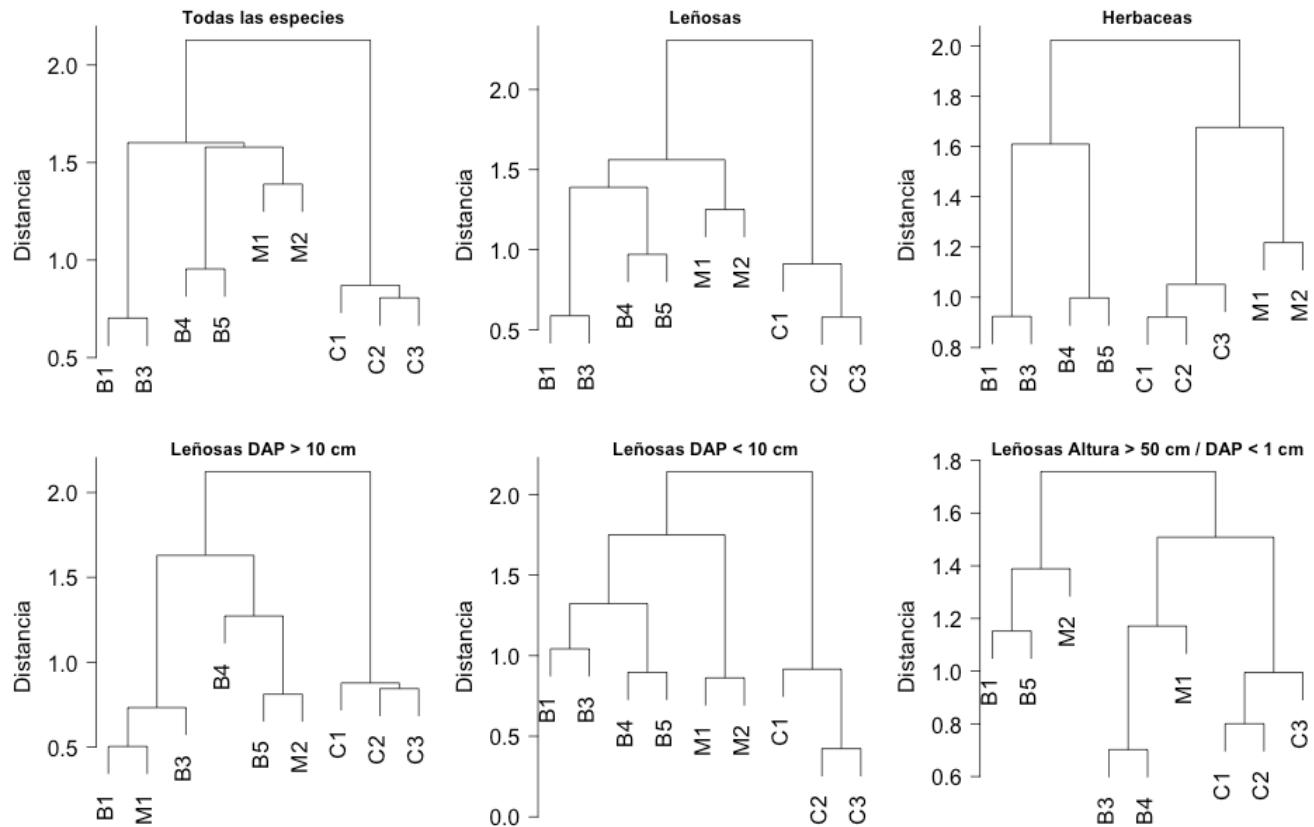 Todas las especies
Distancia
2.0
1.5
1.0
0.5
B1
B3
B4
B5
M1
M2
C1
C2
C3
Leñosas
Distancia
2.0
1.5
1.0
0.5
B1
B3
B4
B5
M1
M2
C1
C2
C3
Herbaceas
Distancia
2.0
1.8
1.6
1.4
1.2
1.0
0.8
B1
B3
B4
B5
C1
C2
C3
M1
M2
Leñosas DAP > 10 cm
Distancia
2.0
1.5
1.0
0.5
B1
M1
B3
B4
B5
M2
C1
C2
C3
Leñosas DAP < 10 cm
Distancia
2.0
1.5
1.0
0.5
0.0
B1
B3
B4
B5
M1
M2
C1
C2
C3
Leñosas Altura > 50 cm / DAP < 1 cm
Distancia
1.8
1.6
1.4
1.2
1.0
0.8
0.6
B1
B5
M2
B3
B4
M1
C1
C2
C3